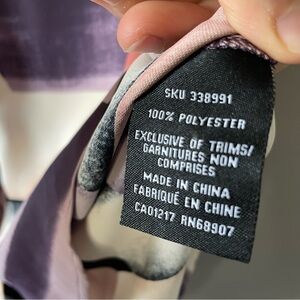 SKU 338991
100% POLYESTER
EXCLUSIVE OF TRIMS/
GARNITURES NON
COMPRISES
MADE IN CHINA
FABRIQUÉ EN CHINE
CA01217 RN68907